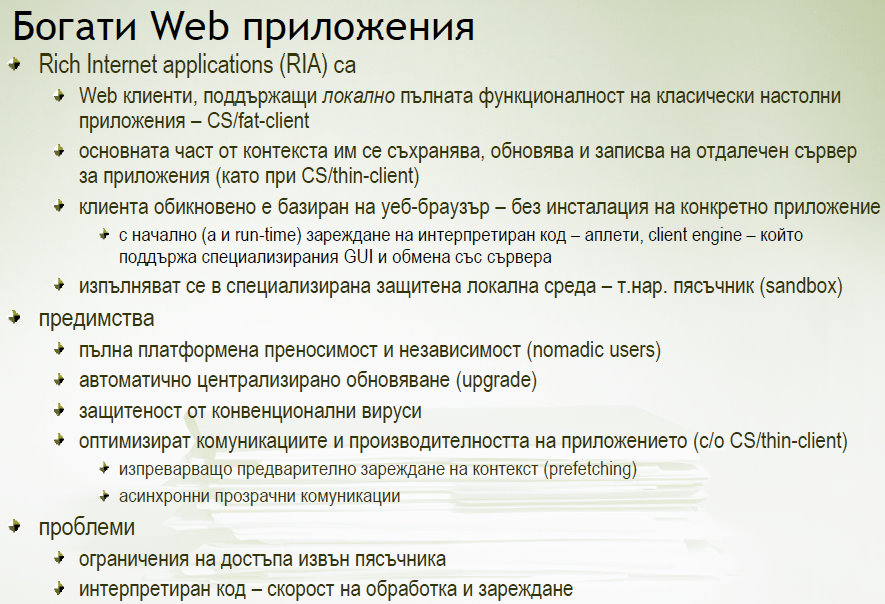 Богати Web приложения
Rich Internet applications (RIA) са
Web клиенти, поддържащи локално пълната функционалност на класически настолни
приложения – CS/fat-client
основната част от контекста им се съхранява, обновява и записва на отдалечен сървер
за приложения (като при CS/thin-client)
клиента обикновено е базиран на уеб-браузър – без инсталация на конкретно приложение
с начално (а и run-time) зареждане на интерпретиран код – аплети, client engine – който
поддържа специализирания GUI и обмена със сървера
изпълняват се в специализирана защитена локална среда – т.нар. пясъчник (sandbox)
предимства
пълна платформена преносимост и независимост (nomadic users)
автоматично централизирано обновяване (upgrade)
защитеност от конвенционални вируси
оптимизират комуникациите и производителността на приложението (с/о CS/thin-client)
изпреварващо предварително зареждане на контекст (prefetching)
асинхронни прозрачни комуникации
проблеми
ограничения на достъпа извън пясъчника
интерпретиран код – скорост на обработка и зареждане